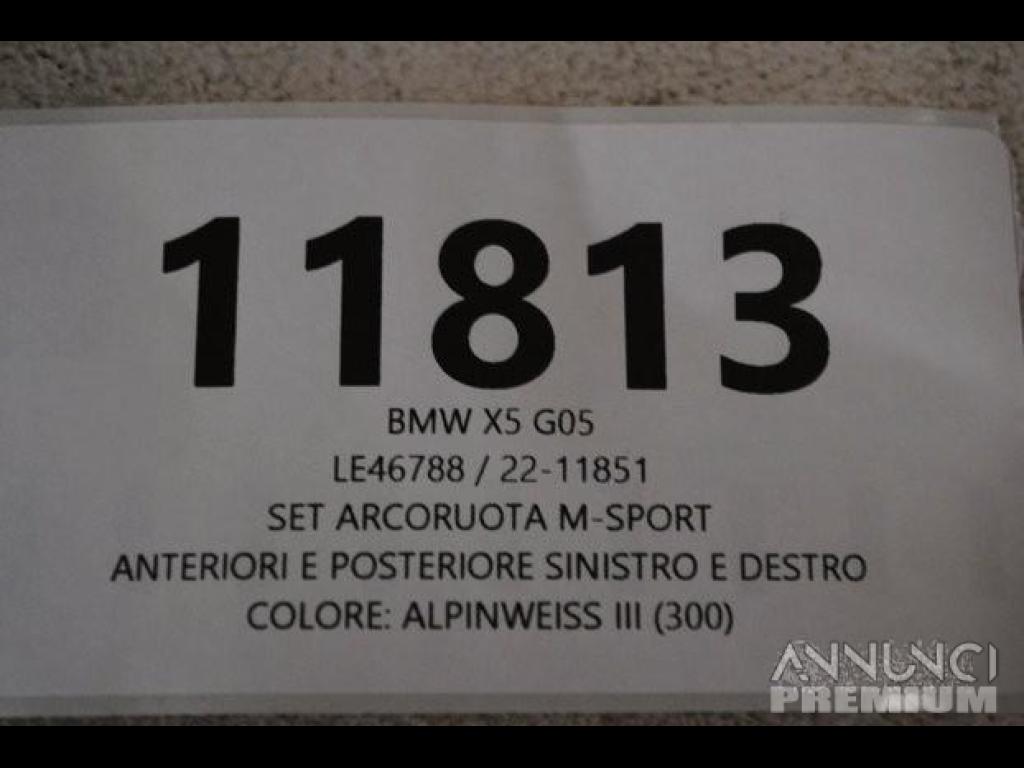 11813
BMW X5 G05
LE46788 / 22-11851
SET ARCORUOTA M-SPORT
ANTERIORI E POSTERIORE SINISTRO E DESTRO
COLORE: ALPINWEISS III (300)
ANNUNCI
PREMIUM